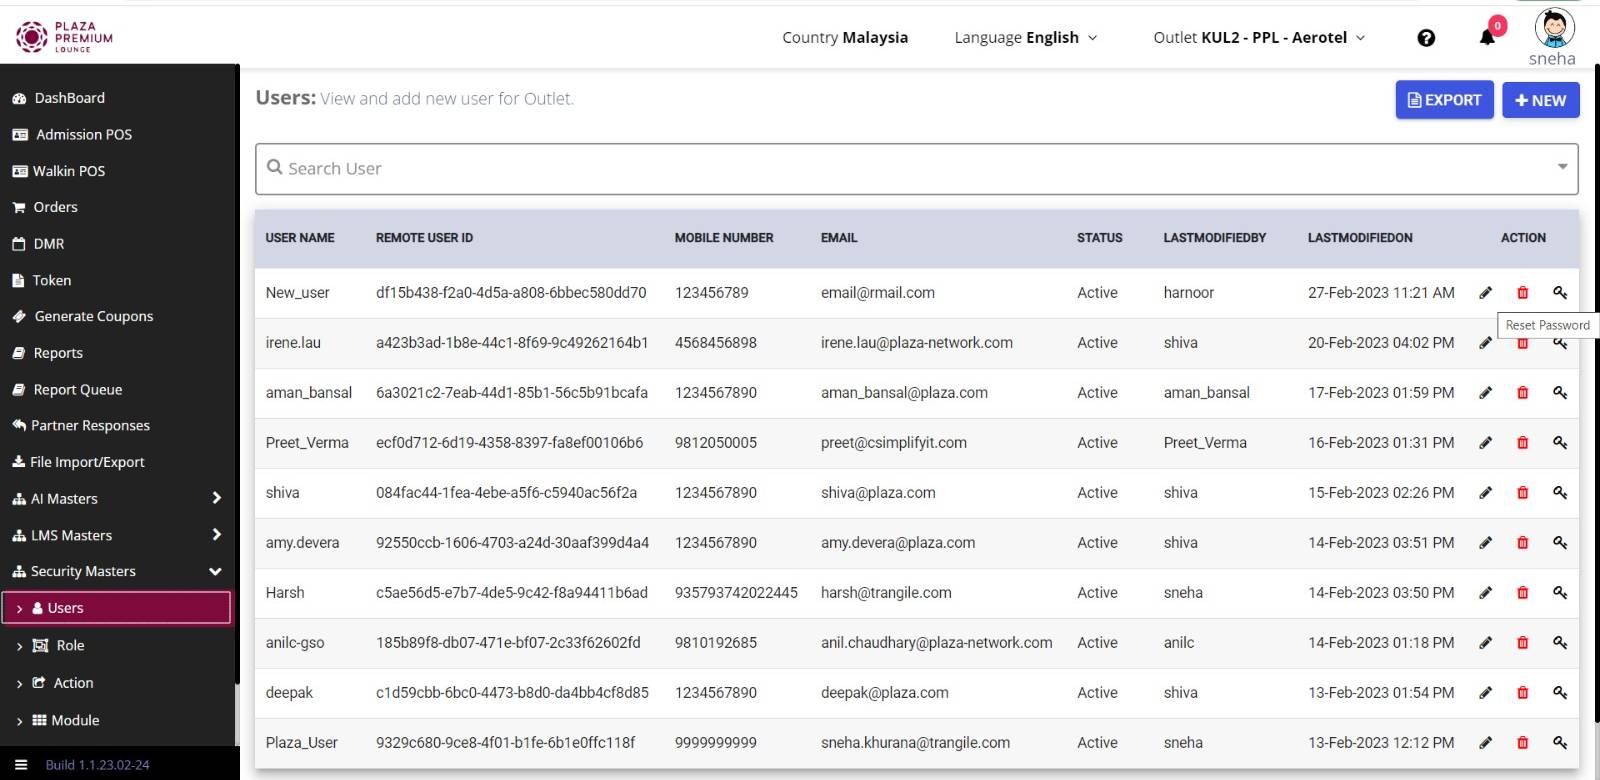 PLAZA
PREMIUM
LOUNGE
Country Malaysia
Language English
Outlet KUL2 - PPL - Aerotel
0
sneha
DashBoard
Admission POS
Walkin POS
Orders
DMR
Token
Generate Coupons
Reports
Report Queue
Partner Responses
File Import/Export
AI Masters
LMS Masters
Security Masters
Users
Role
Action
Module
Build 1.1.23.02-24
Users: View and add new user for Outlet.
EXPORT
+ NEW
Search User
USER NAME REMOTE USER ID MOBILE NUMBER EMAIL STATUS LASTMODIFIEDBY LASTMODIFIEDON ACTION
New_user df15b438-f2a0-4d5a-a808-6bbec580dd70 123456789 email@rmail.com Active harnoor 27-Feb-2023 11:21 AM
Reset Password
irene.lau a423b3ad-1b8e-44c1-8f69-9c49262164b1 4568456898 irene.lau@plaza-network.com Active shiva 20-Feb-2023 04:02 PM
aman_bansal 6a3021c2-7eab-44d1-85b1-56c5b91bcafa 1234567890 aman_bansal@plaza.com Active aman_bansal 17-Feb-2023 01:59 PM
Preet_Verma ecf0d712-6d19-4358-8397-fa8ef00106b6 9812050005 preet@csimplifyit.com Active Preet_Verma 16-Feb-2023 01:31 PM
shiva 084fac44-1fea-4ebe-a5f6-c5940ac56f2a 1234567890 shiva@plaza.com Active shiva 15-Feb-2023 02:26 PM
amy.devera 92550ccb-1606-4703-a24d-30aaf399d4a4 1234567890 amy.devera@plaza.com Active shiva 14-Feb-2023 03:51 PM
Harsh c5ae56d5-e7b7-4de5-9c42-f8a94411b6ad 935793742022445 harsh@trangile.com Active sneha 14-Feb-2023 03:50 PM
anilc-gso 185b89f8-db07-471e-bf07-2c33f62602fd 9810192685 anil.chaudhary@plaza-network.com Active anilc 14-Feb-2023 01:18 PM
deepak c1d59cbb-6bc0-4473-b8d0-da4bb4cf8d85 1234567890 deepak@plaza.com Active shiva 13-Feb-2023 01:54 PM
Plaza_User 9329c680-9ce8-4f01-b1fe-6b1e0ffc118f 9999999999 sneha.khurana@trangile.com Active sneha 13-Feb-2023 12:12 PM